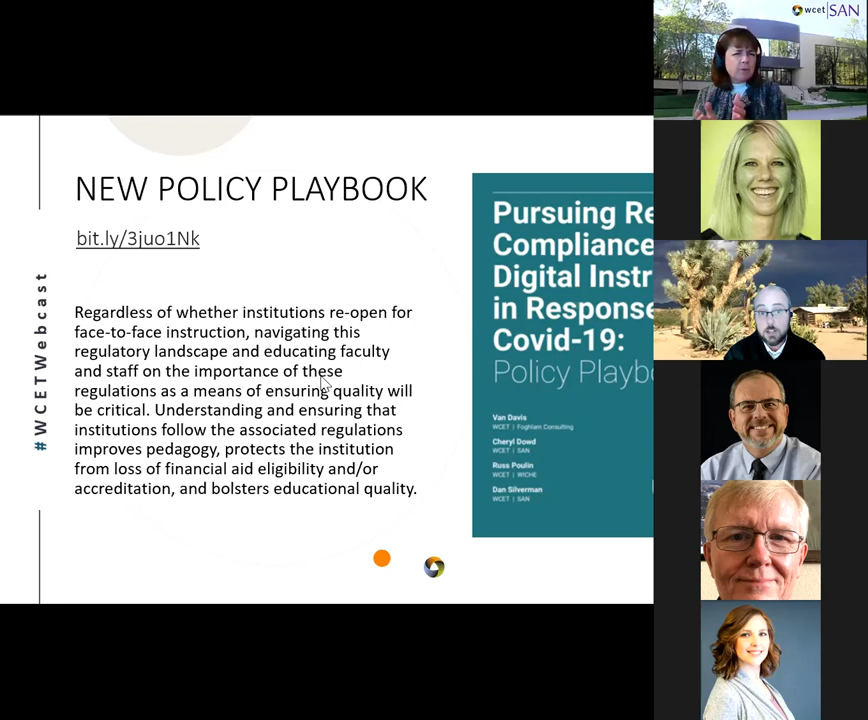 wcet SAN
NEW POLICY PLAYBOOK
bit.ly/3juo1Nk
Regardless of whether institutions re-open for
face-to-face instruction, navigating this
regulatory landscape and educating faculty
and staff on the importance of these
regulations as a means of ensuring quality will
be critical. Understanding and ensuring that
institutions follow the associated regulations
improves pedagogy, protects the institution
from loss of financial aid eligibility and/or
accreditation, and bolsters educational quality.
#WCETWebcast
Pursuing Re
Compliance
Digital Instr
in Response
Covid-19:
Policy Playb
Van Davis
WCET | Foghlam Consulting
Cheryl Dowd
WCET | SAN
Russ Poulin
WCET | WICHE
Dan Silverman
WCET | SAN